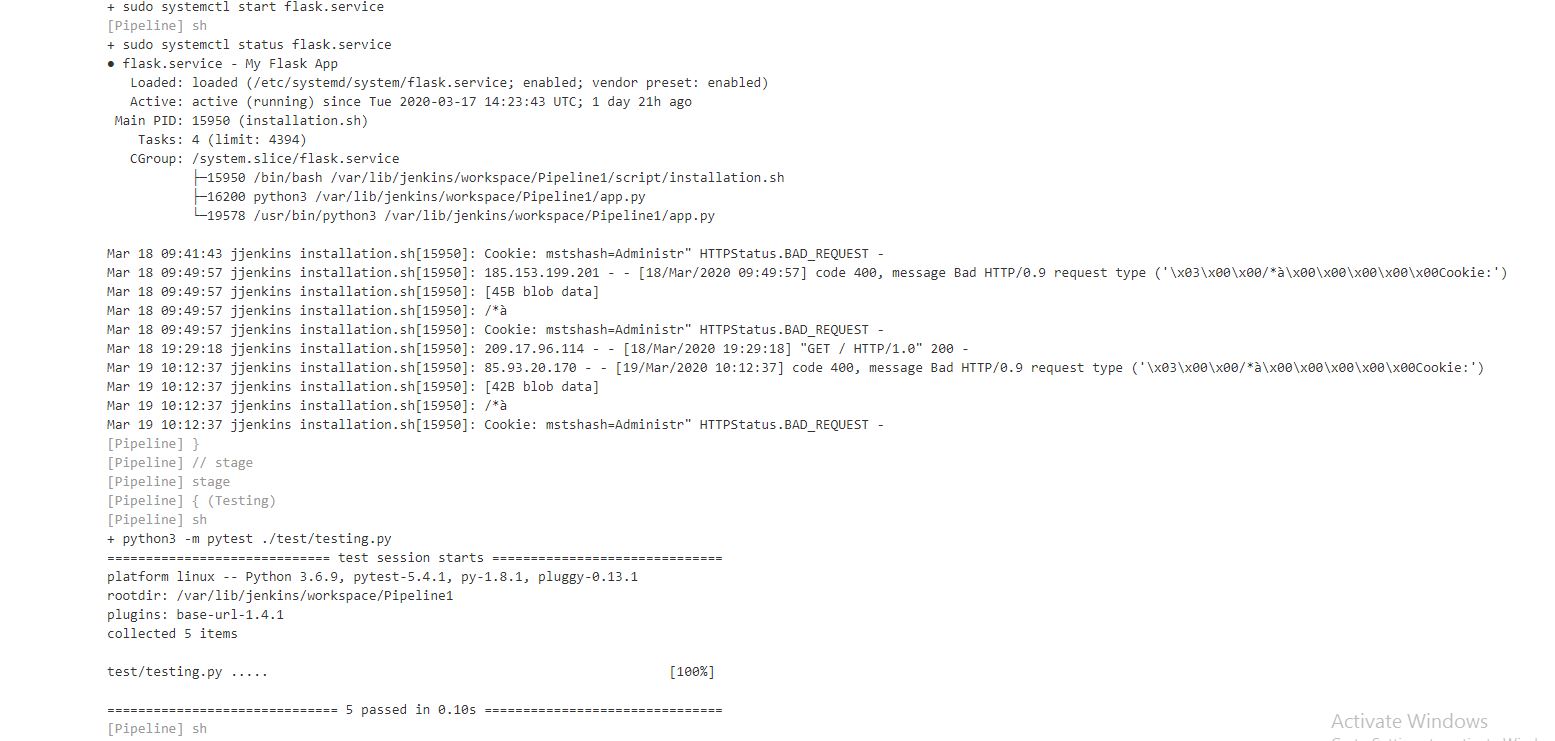 + sudo systemctl start flask.service
[Pipeline] sh
+ sudo systemctl status flask.service
● flask.service - My Flask App
   Loaded: loaded (/etc/systemd/system/flask.service; enabled; vendor preset: enabled)
   Active: active (running) since Tue 2020-03-17 14:23:43 UTC; 1 day 21h ago
 Main PID: 15950 (installation.sh)
    Tasks: 4 (limit: 4394)
   CGroup: /system.slice/flask.service
           ├─15950 /bin/bash /var/lib/jenkins/workspace/Pipeline1/script/installation.sh
           ├─16200 python3 /var/lib/jenkins/workspace/Pipeline1/app.py
           └─19578 /usr/bin/python3 /var/lib/jenkins/workspace/Pipeline1/app.py
Mar 18 09:41:43 jjenkins installation.sh[15950]: Cookie: mstshash=Administr" HTTPStatus.BAD_REQUEST -
Mar 18 09:49:57 jjenkins installation.sh[15950]: 185.153.199.201 - - [18/Mar/2020 09:49:57] code 400, message Bad HTTP/0.9 request type ('\x03\x00\x00/*à\x00\x00\x00\x00\x00Cookie:')
Mar 18 09:49:57 jjenkins installation.sh[15950]: [45B blob data]
Mar 18 09:49:57 jjenkins installation.sh[15950]: /*à
Mar 18 09:49:57 jjenkins installation.sh[15950]: Cookie: mstshash=Administr" HTTPStatus.BAD_REQUEST -
Mar 18 19:29:18 jjenkins installation.sh[15950]: 209.17.96.114 - - [18/Mar/2020 19:29:18] "GET / HTTP/1.0" 200 -
Mar 19 10:12:37 jjenkins installation.sh[15950]: 85.93.20.170 - - [19/Mar/2020 10:12:37] code 400, message Bad HTTP/0.9 request type ('\x03\x00\x00/*à\x00\x00\x00\x00\x00Cookie:')
Mar 19 10:12:37 jjenkins installation.sh[15950]: [42B blob data]
Mar 19 10:12:37 jjenkins installation.sh[15950]: /*à
Mar 19 10:12:37 jjenkins installation.sh[15950]: Cookie: mstshash=Administr" HTTPStatus.BAD_REQUEST -
[Pipeline] }
[Pipeline] // stage
[Pipeline] stage
[Pipeline] { (Testing)
[Pipeline] sh
+ python3 -m pytest ./test/testing.py
============================= test session starts ==============================
platform linux -- Python 3.6.9, pytest-5.4.1, py-1.8.1, pluggy-0.13.1
rootdir: /var/lib/jenkins/workspace/Pipeline1
plugins: base-url-1.4.1
collected 5 items
test/testing.py .....                                                    [100%]
============================== 5 passed in 0.10s ===============================
[Pipeline] sh
Activate Windows